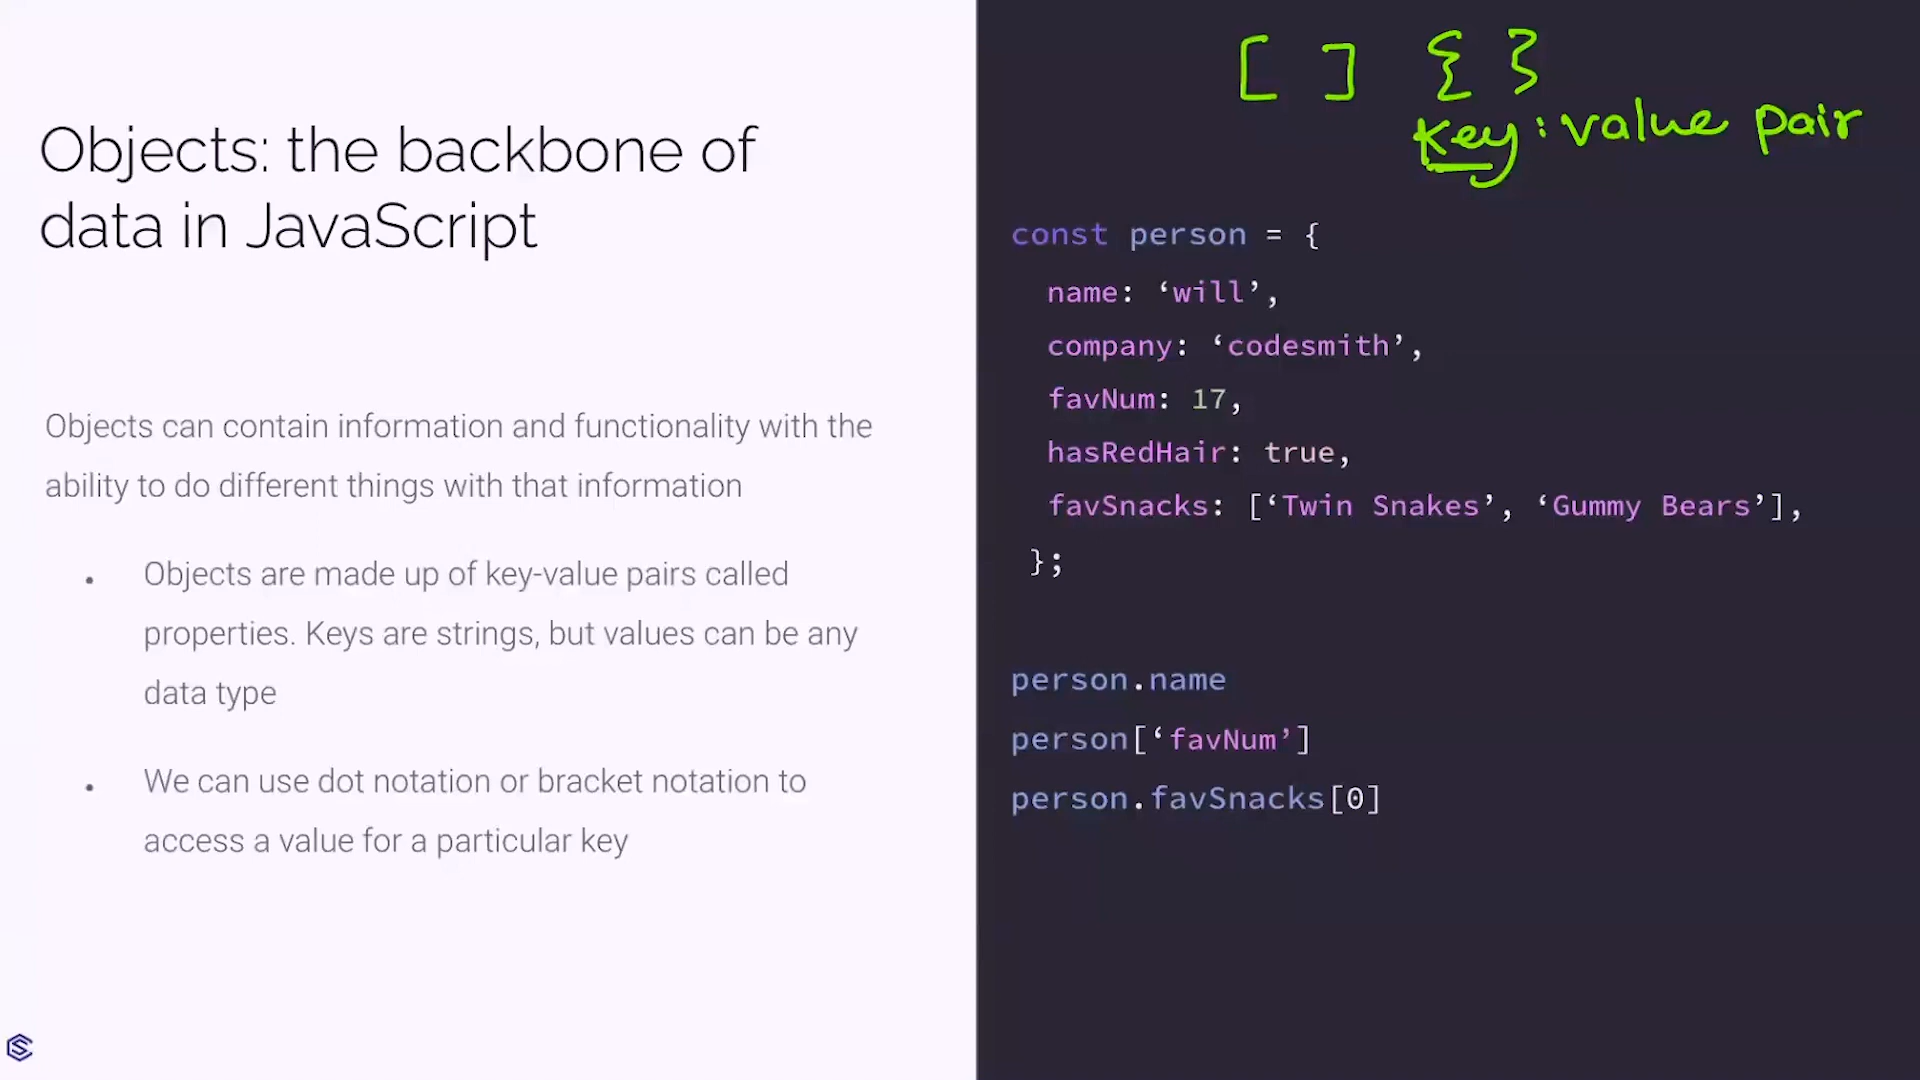 Objects: the backbone of
data in JavaScript
Objects can contain information and functionality with the
ability to do different things with that information
• Objects are made up of key-value pairs called
properties. Keys are strings, but values can be any
data type
• We can use dot notation or bracket notation to
access a value for a particular key
[ ] { }
key : value pair
const person = {
name: ‘will’,
company: ‘codesmith’,
favNum: 17,
hasRedHair: true,
favSnacks: [‘Twin Snakes’, ‘Gummy Bears’],
};
person.name
person[‘favNum’]
person.favSnacks[0]